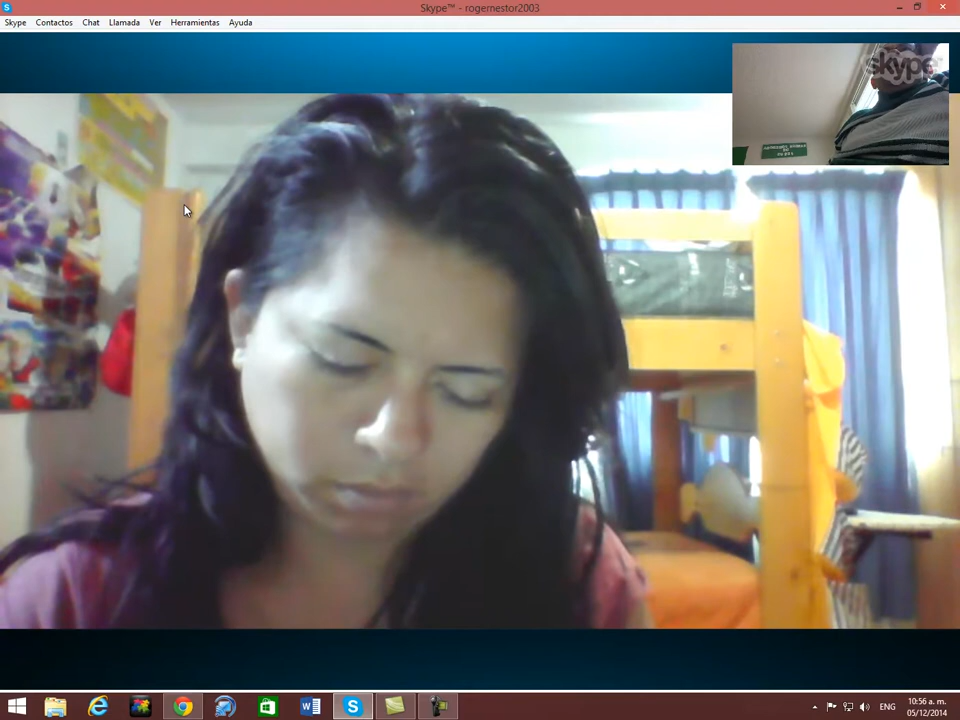 Skype™ - rogernestor2003
Skype Contactos Chat Llamada Ver Herramientas Ayuda
skype
ENG
10:56 a. m.
05/12/2014